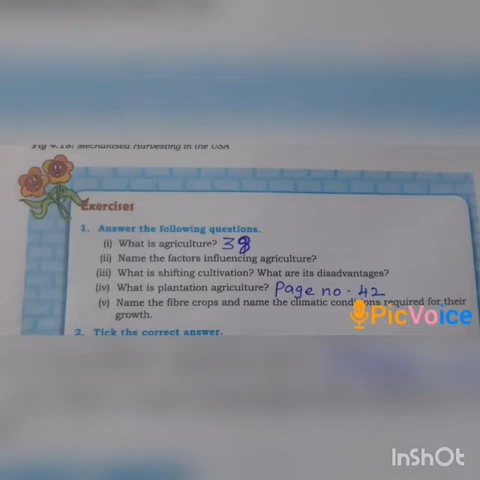 Fig 4.18: Mechanised Harvesting in the USA
Exercises
1. Answer the following questions.
(i) What is agriculture? 38
(ii) Name the factors influencing agriculture?
(iii) What is shifting cultivation? What are its disadvantages?
(iv) What is plantation agriculture? Page no. 42
(v) Name the fibre crops and name the climatic conditions required for their
growth.
PicVoice
2. Tick the correct answer.
InShOt